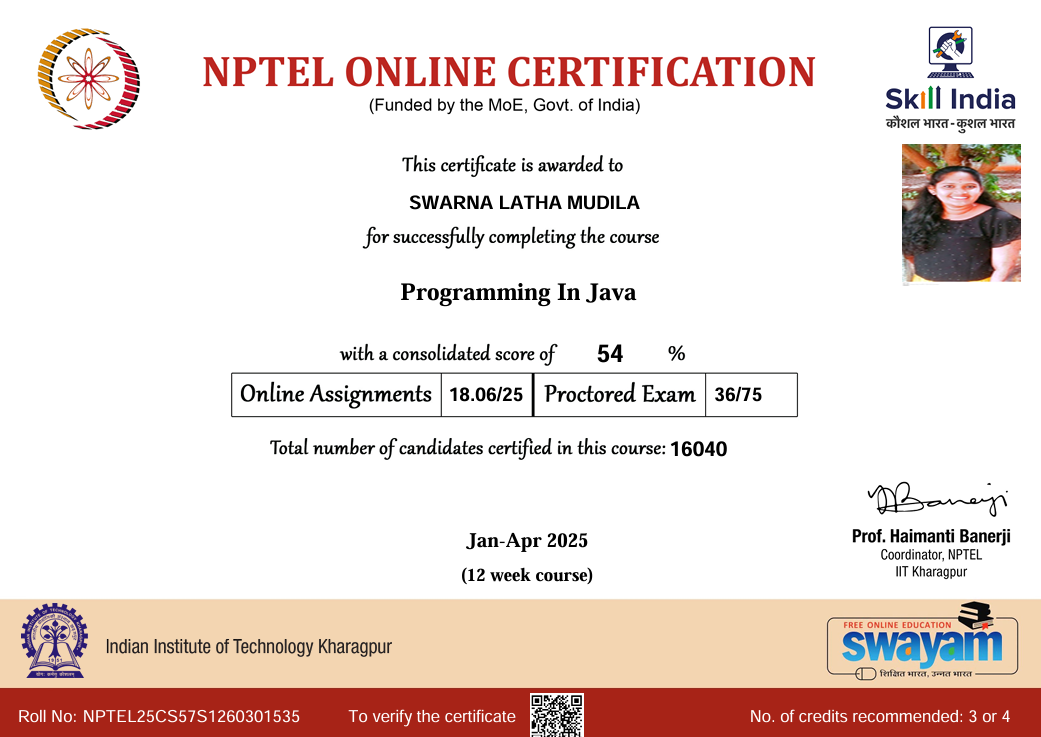 NPTEL ONLINE CERTIFICATION
(Funded by the MoE, Govt. of India)
Skill India
कौशल भारत - कुशल भारत
This certificate is awarded to
SWARNA LATHA MUDILA
for successfully completing the course
Programming In Java
with a consolidated score of 54 %
Online Assignments 18.06/25 Proctored Exam 36/75
Total number of candidates certified in this course: 16040
Jan-Apr 2025
(12 week course)
Prof. Haimanti Banerji
Coordinator, NPTEL
IIT Kharagpur
Indian Institute of Technology Kharagpur
FREE ONLINE EDUCATION
swayam
शिक्षित भारत, उन्नत भारत
Roll No: NPTEL25CS57S1260301535
To verify the certificate
No. of credits recommended: 3 or 4